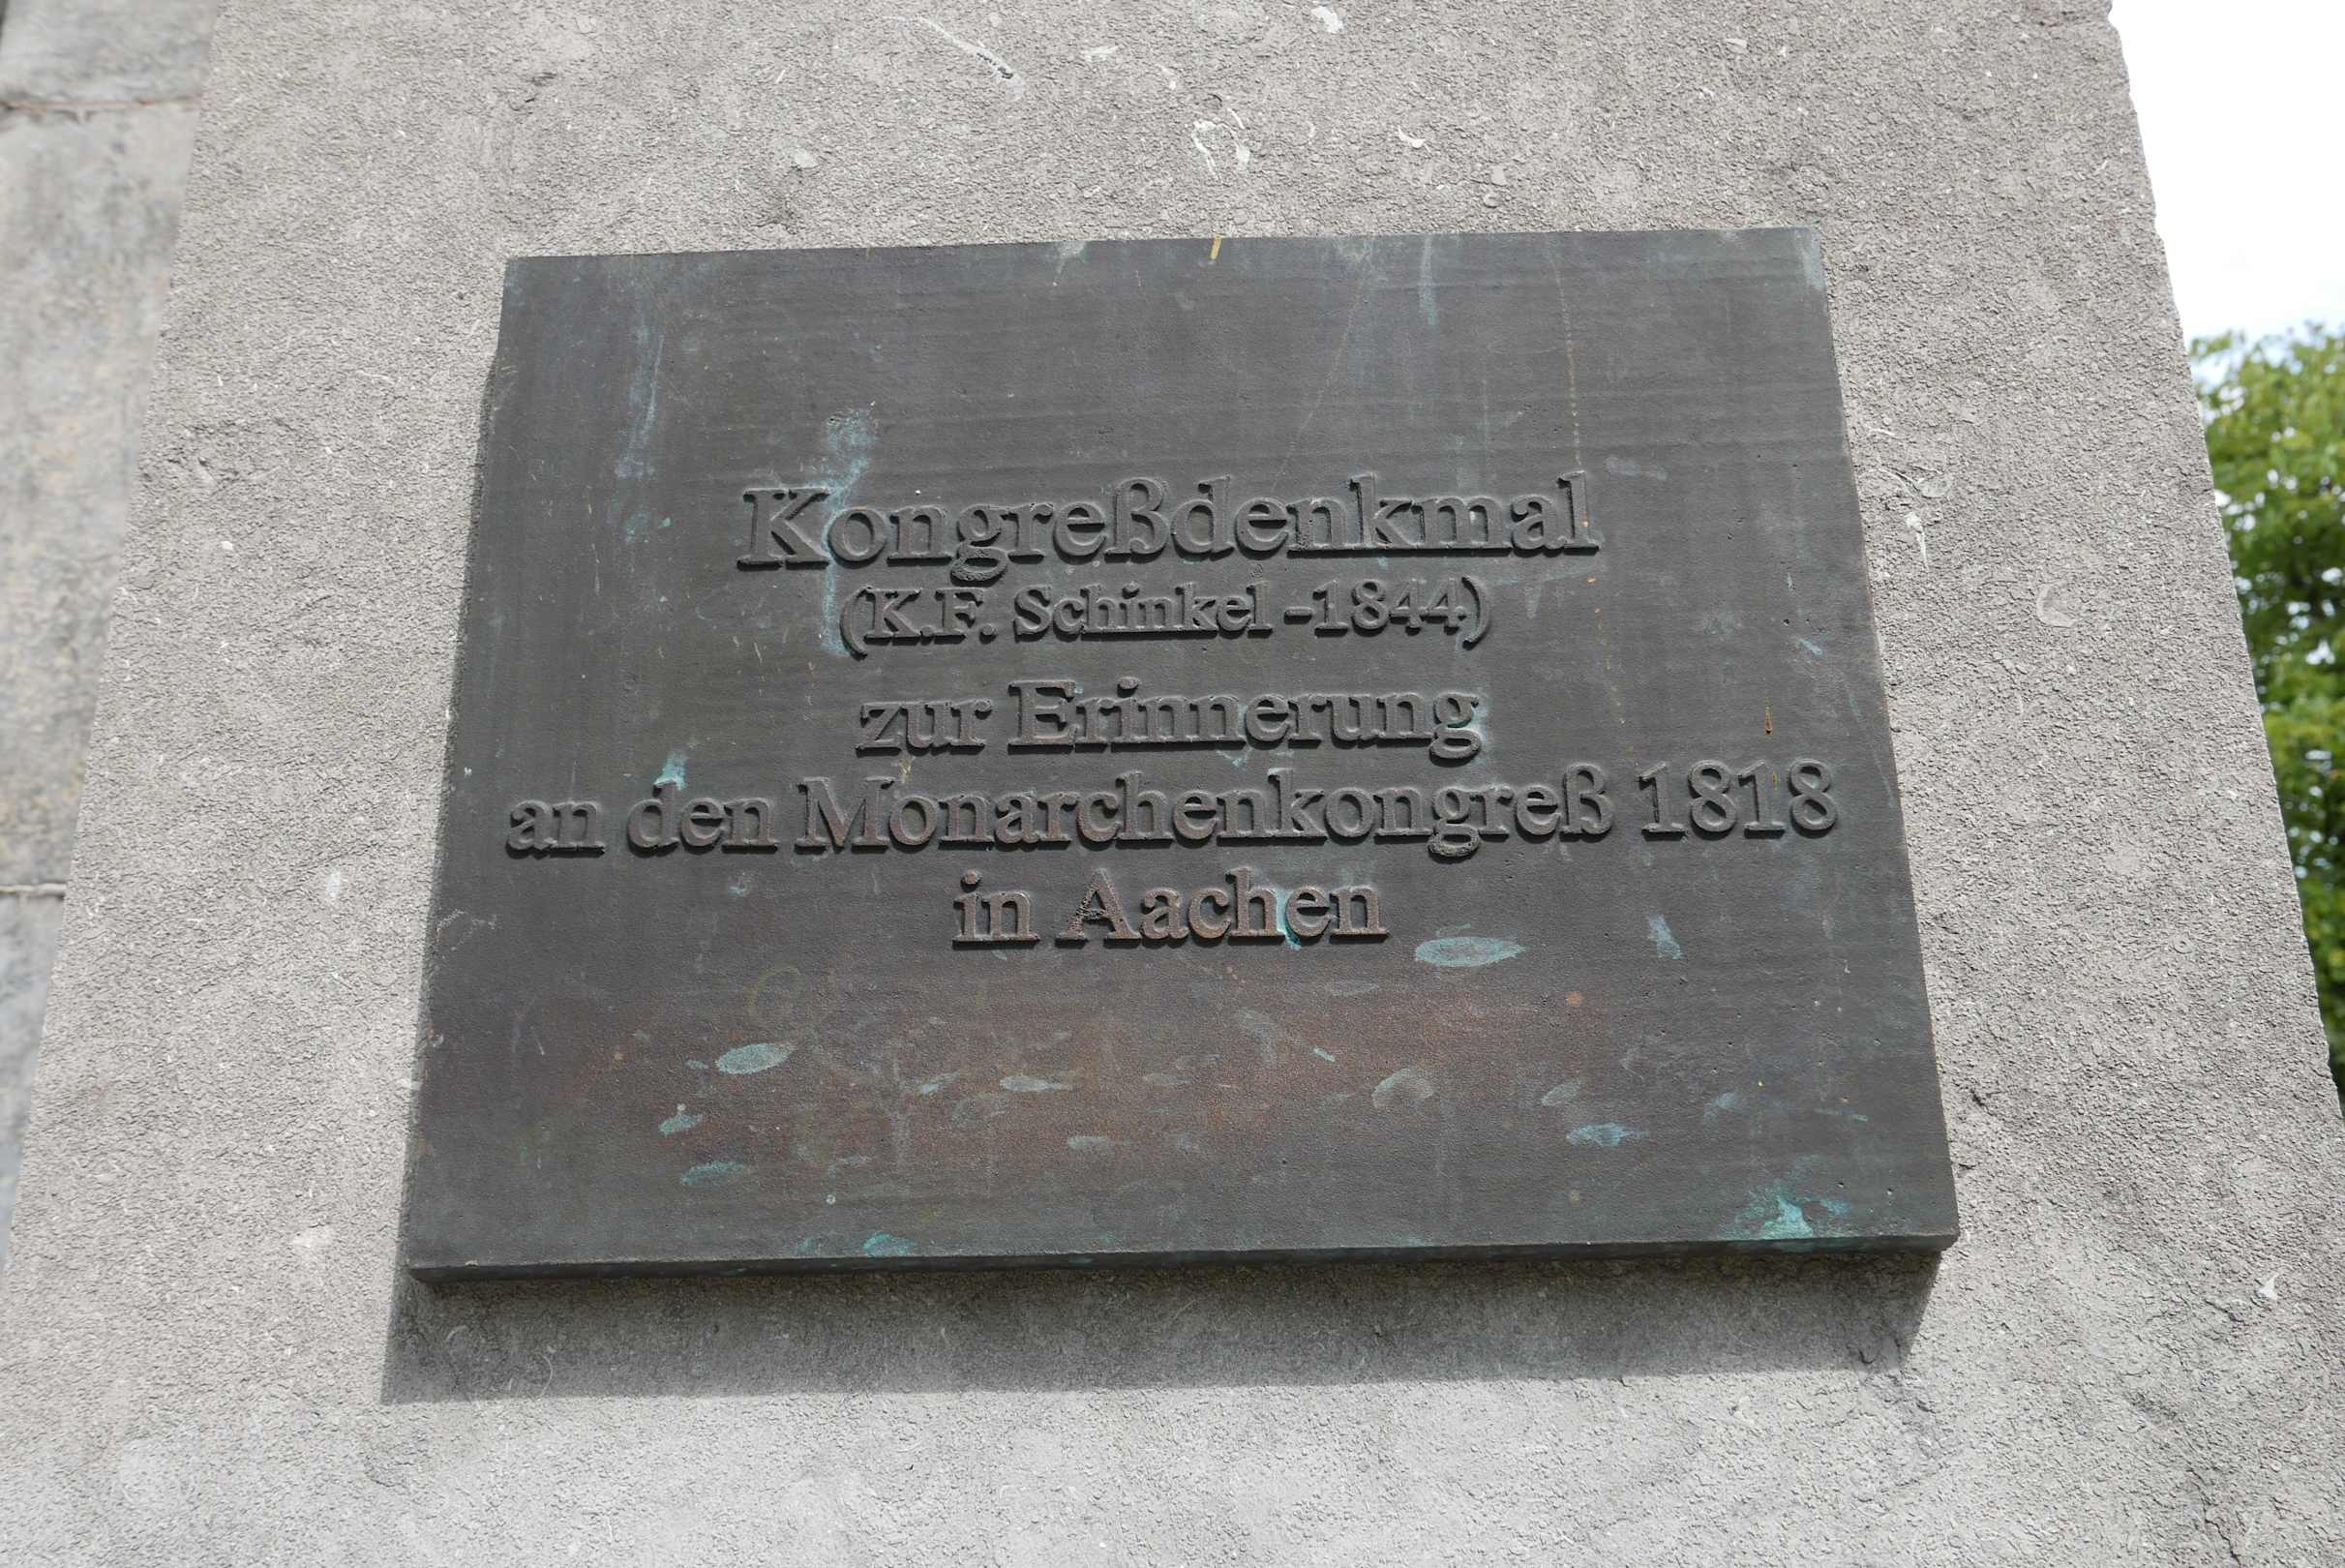 Kongreßdenkmal
(K.F. Schinkel -1844)
zur Erinnerung
an den Monarchenkongreß 1818
in Aachen